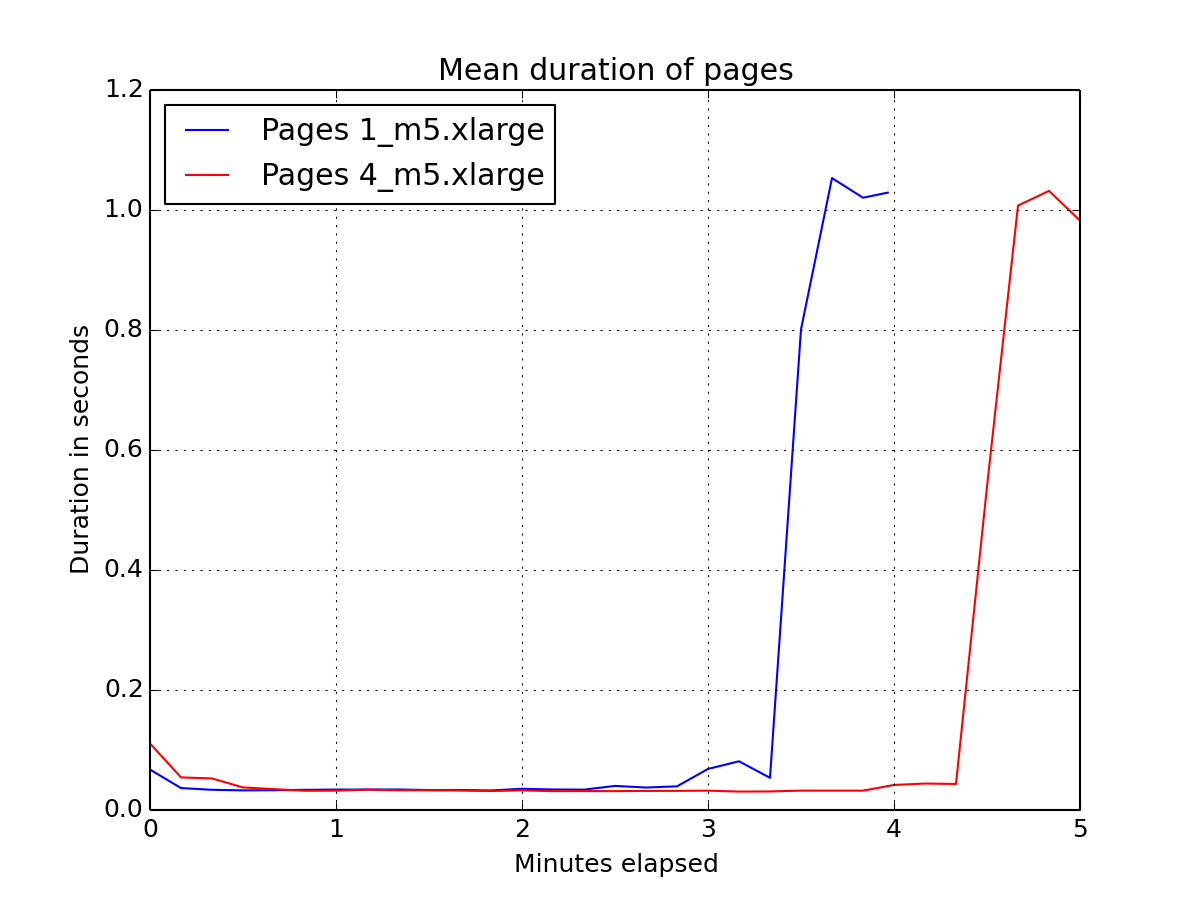 Mean duration of pages
Pages 1_m5.xlarge
Pages 4_m5.xlarge
Duration in seconds
1.2
1.0
0.8
0.6
0.4
0.2
0.0
0 1 2 3 4 5
Minutes elapsed